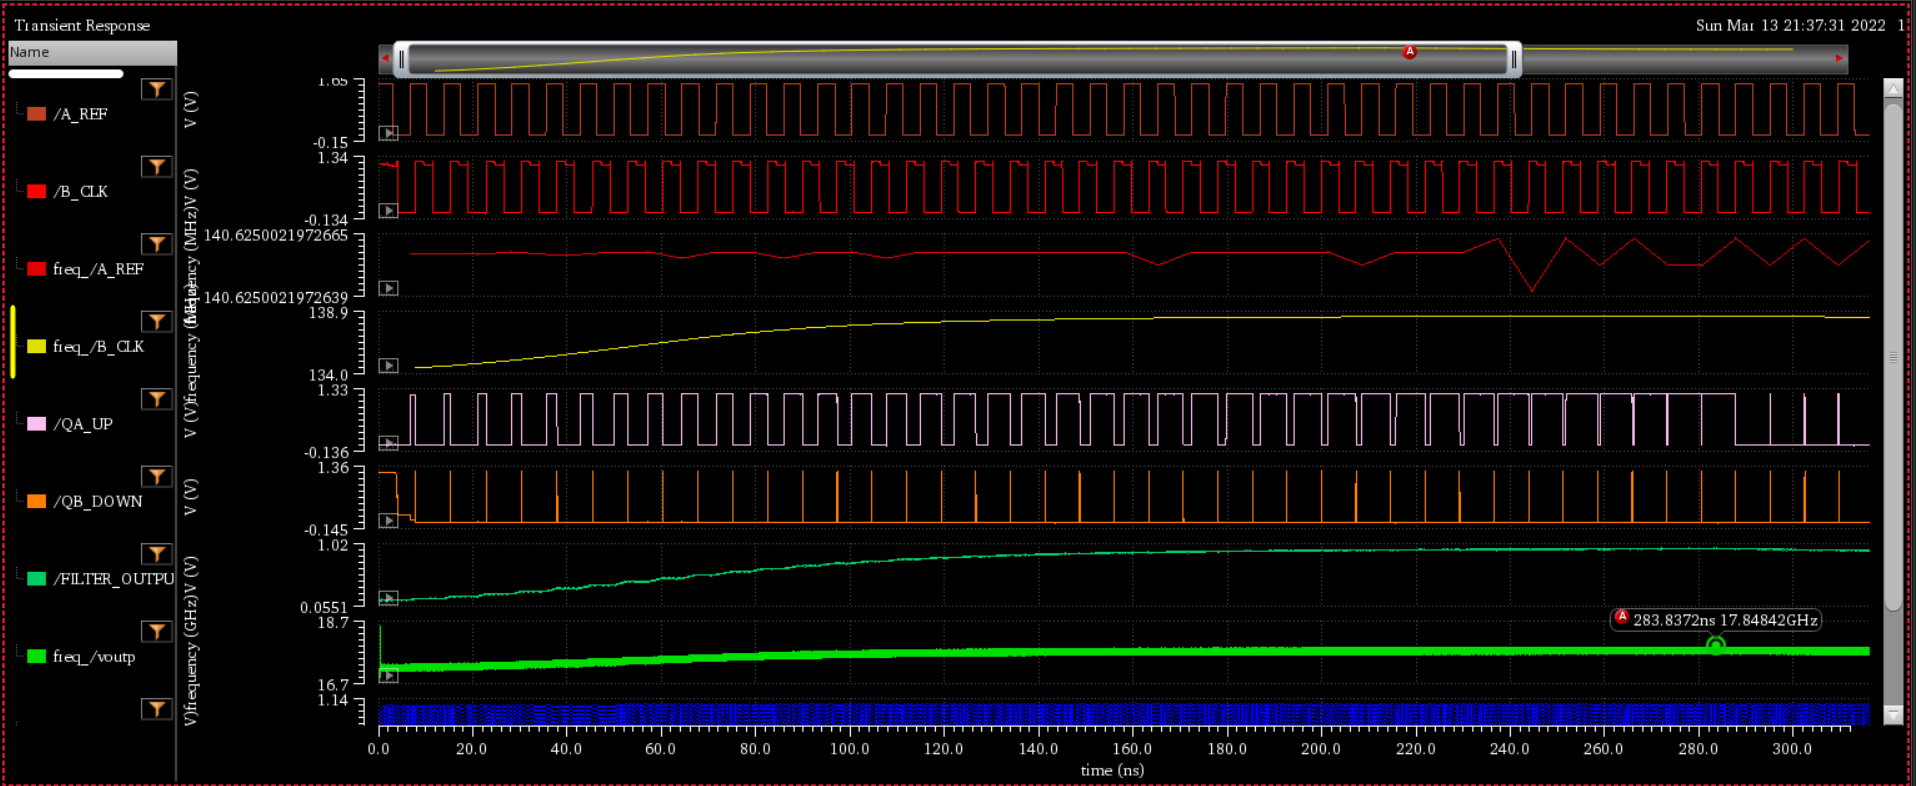 Transient Response
Sun Mar 13 21:37:31 2022 1
Name
A
/A_REF
V (V)
1.65
-0.15
/B_CLK
V (V)
1.34
-0.134
freq_/A_REF
140.6250021972665
140.6250021972639
freq_/B_CLK
frequency (MHz)
138.9
134.0
/QA_UP
V (V)
1.33
-0.136
/QB_DOWN
V (V)
1.36
-0.145
/FILTER_OUTPU
V (V)
1.02
0.0551
freq_/voutp
frequency (GHz)
18.7
16.7
A 283.8372ns 17.84842GHz
1.14
0.0 20.0 40.0 60.0 80.0 100.0 120.0 140.0 160.0 180.0 200.0 220.0 240.0 260.0 280.0 300.0
time (ns)